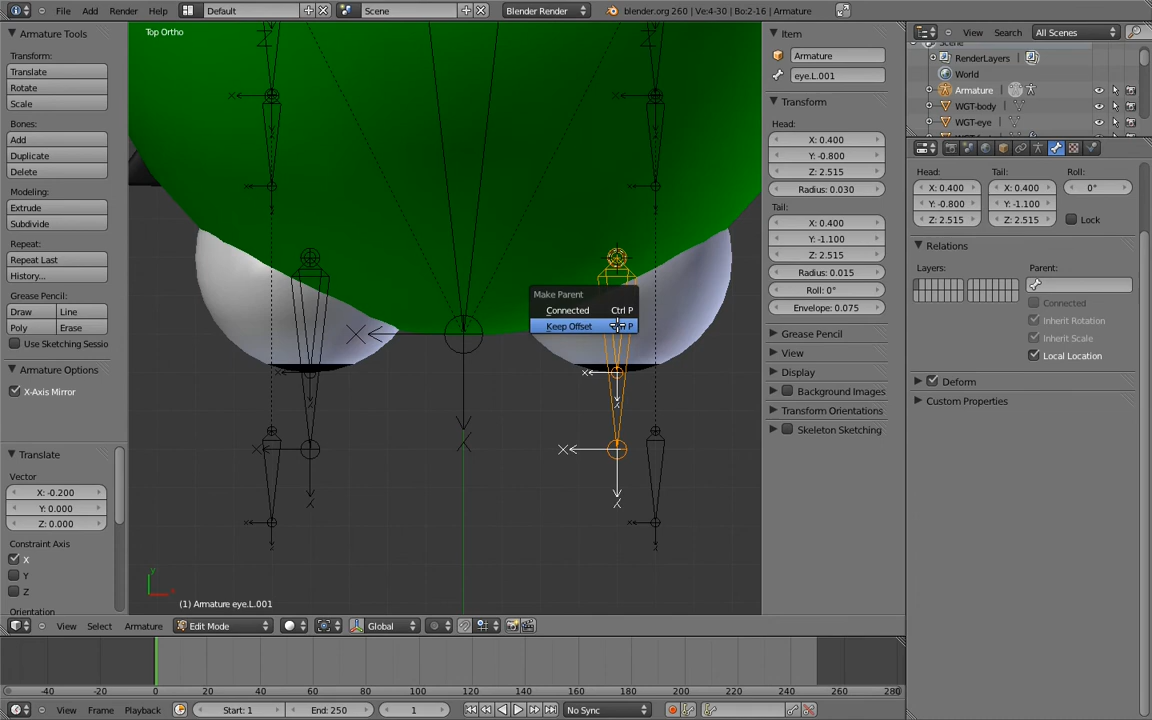 File Add Render Help Default Scene Blender Render blender.org 260 | Ve:4-30 | Bo:2-16 | Armature
Armature Tools
Transform:
Translate
Rotate
Scale
Bones:
Add
Duplicate
Delete
Modeling:
Extrude
Subdivide
Repeat:
Repeat Last
History...
Grease Pencil:
Draw Line
Poly Erase
Use Sketching Sessio
Armature Options
X-Axis Mirror
Translate
Vector
X: -0.200
Y: 0.000
Z: 0.000
Constraint Axis
X
Y
Z
Orientation
Top Ortho
Make Parent
Connected Ctrl P
Keep Offset P
(1) Armature eye.L.001
Item
Armature
eye.L.001
Transform
Head:
X: 0.400
Y: -0.800
Z: 2.515
Radius: 0.030
Tail:
X: 0.400
Y: -1.100
Z: 2.515
Radius: 0.015
Roll: 0°
Envelope: 0.075
Grease Pencil
View
Display
Background Images
Transform Orientations
Skeleton Sketching
View Search All Scenes
Scene
RenderLayers
World
Armature
WGT-body
WGT-eye
Head: Tail: Roll:
X: 0.400 X: 0.400 0°
Y: -0.800 Y: -1.100 Lock
Z: 2.515 Z: 2.515
Relations
Layers: Parent:
Connected
Inherit Rotation
Inherit Scale
Local Location
Deform
Custom Properties
View Select Armature Edit Mode Global
-40 -20 0 20 40 60 80 100 120 140 160 180 200 220 240 260 280
View Frame Playback Start: 1 End: 250 1 No Sync